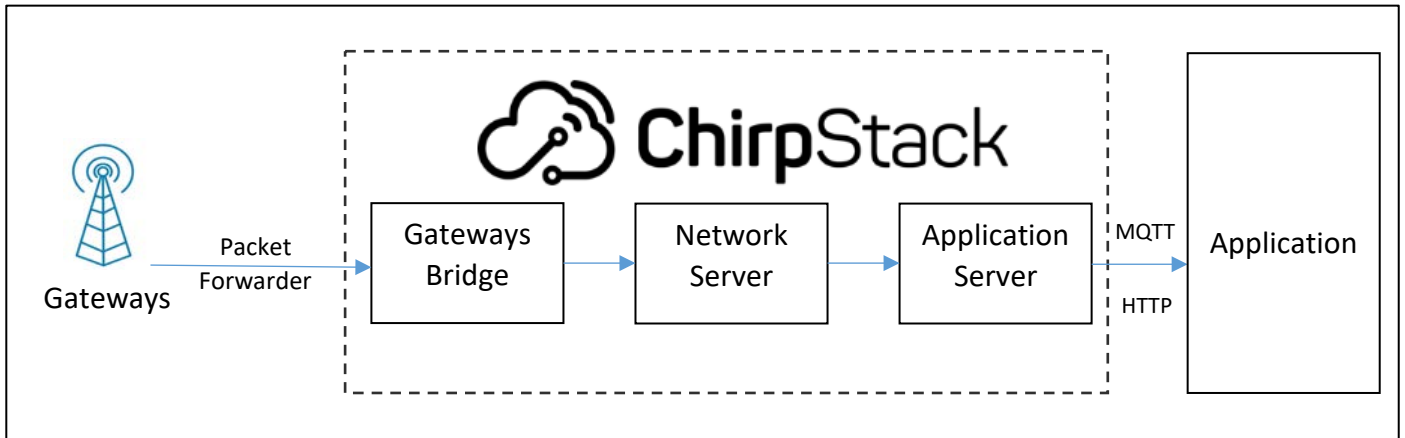 ChirpStack
Gateways
Packet
Forwarder
Gateways
Bridge
Network
Server
Application
Server
MQTT
HTTP
Application